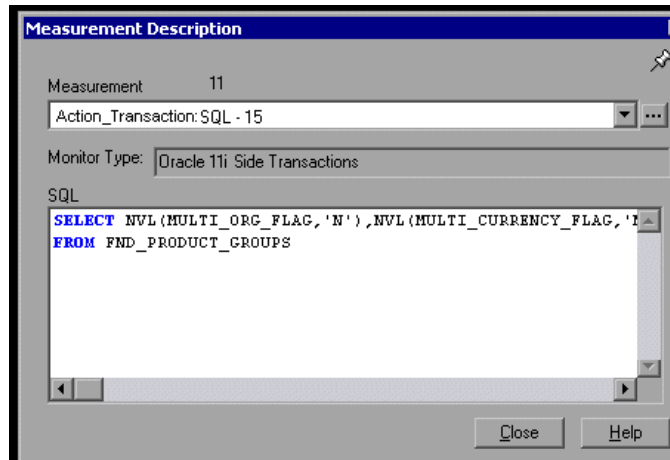 Measurement Description
Measurement 11
Action_Transaction:SQL - 15
...
Monitor Type: Oracle 11i Side Transactions
SQL
SELECT NVL(MULTI_ORG_FLAG,'N'),NVL(MULTI_CURRENCY_FLAG,'
FROM FND_PRODUCT_GROUPS
Close Help